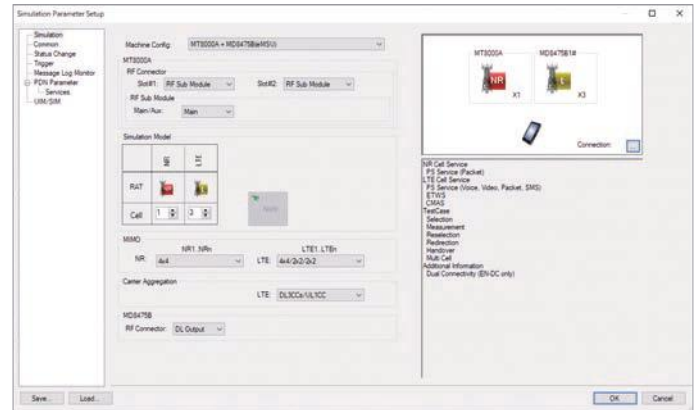 Simulation Parameter Setup
Simulation
Common
Status Change
Trigger
Message Log Monitor
PDN Parameter
Services
UIM/SIM
Machine Config:
MT8000A
RF Connector
Slot#1: RF Sub Module
Slot#2: RF Sub Module
RF Sub Module
Main/Aux: Main
Simulation Model
NR
LTE
RAT
Cell
1
3
MIMO
NR1..NRn
LTE1..LTEn
NR: 4x4
LTE: 4x4/2x2/2x2
Carrier Aggregation
LTE: DL3CCs/UL1CC
MD8475B
RF Connector: DL Output
MT8000A
MD8475B1#
NR
L
X1
X3
Connection:
...
NR Cell Service
PS Service (Packet)
LTE Cell Service
PS Service (Voice, Video, Packet, SMS)
ETWS
CMAS
TestCase
Selection
Measurement
Reselection
Redirection
Handover
Multi Cell
Additional Information
Dual Connectivity (EN-DC only)
Save...
Load...
OK
Cancel